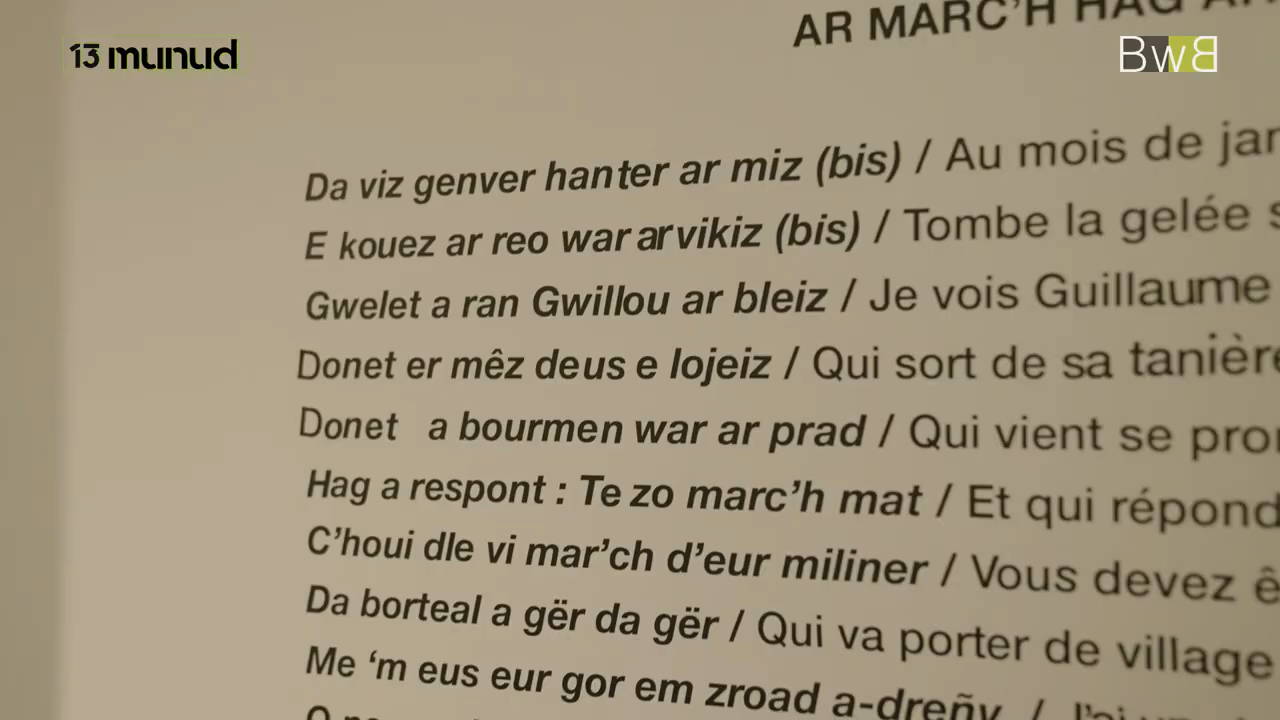 13 munud
BwB
AR MARC'H HAG
Da viz genver hanter ar miz (bis) / Au mois de jan
E kouez ar reo war ar vikiz (bis) / Tombe la gelée s
Gwelet a ran Gwillou ar bleiz / Je vois Guillaume
Donet er mêz deus e lojeiz / Qui sort de sa tanière
Donet a bourmen war ar prad / Qui vient se pro
Hag a respont : Te zo marc'h mat / Et qui répond
C'houi dle vi mar'ch d'eur miliner / Vous devez ê
Da borteal a gër da gër / Qui va porter de village
Me ‘m eus eur gor em zroad a-dreñv / J'ai